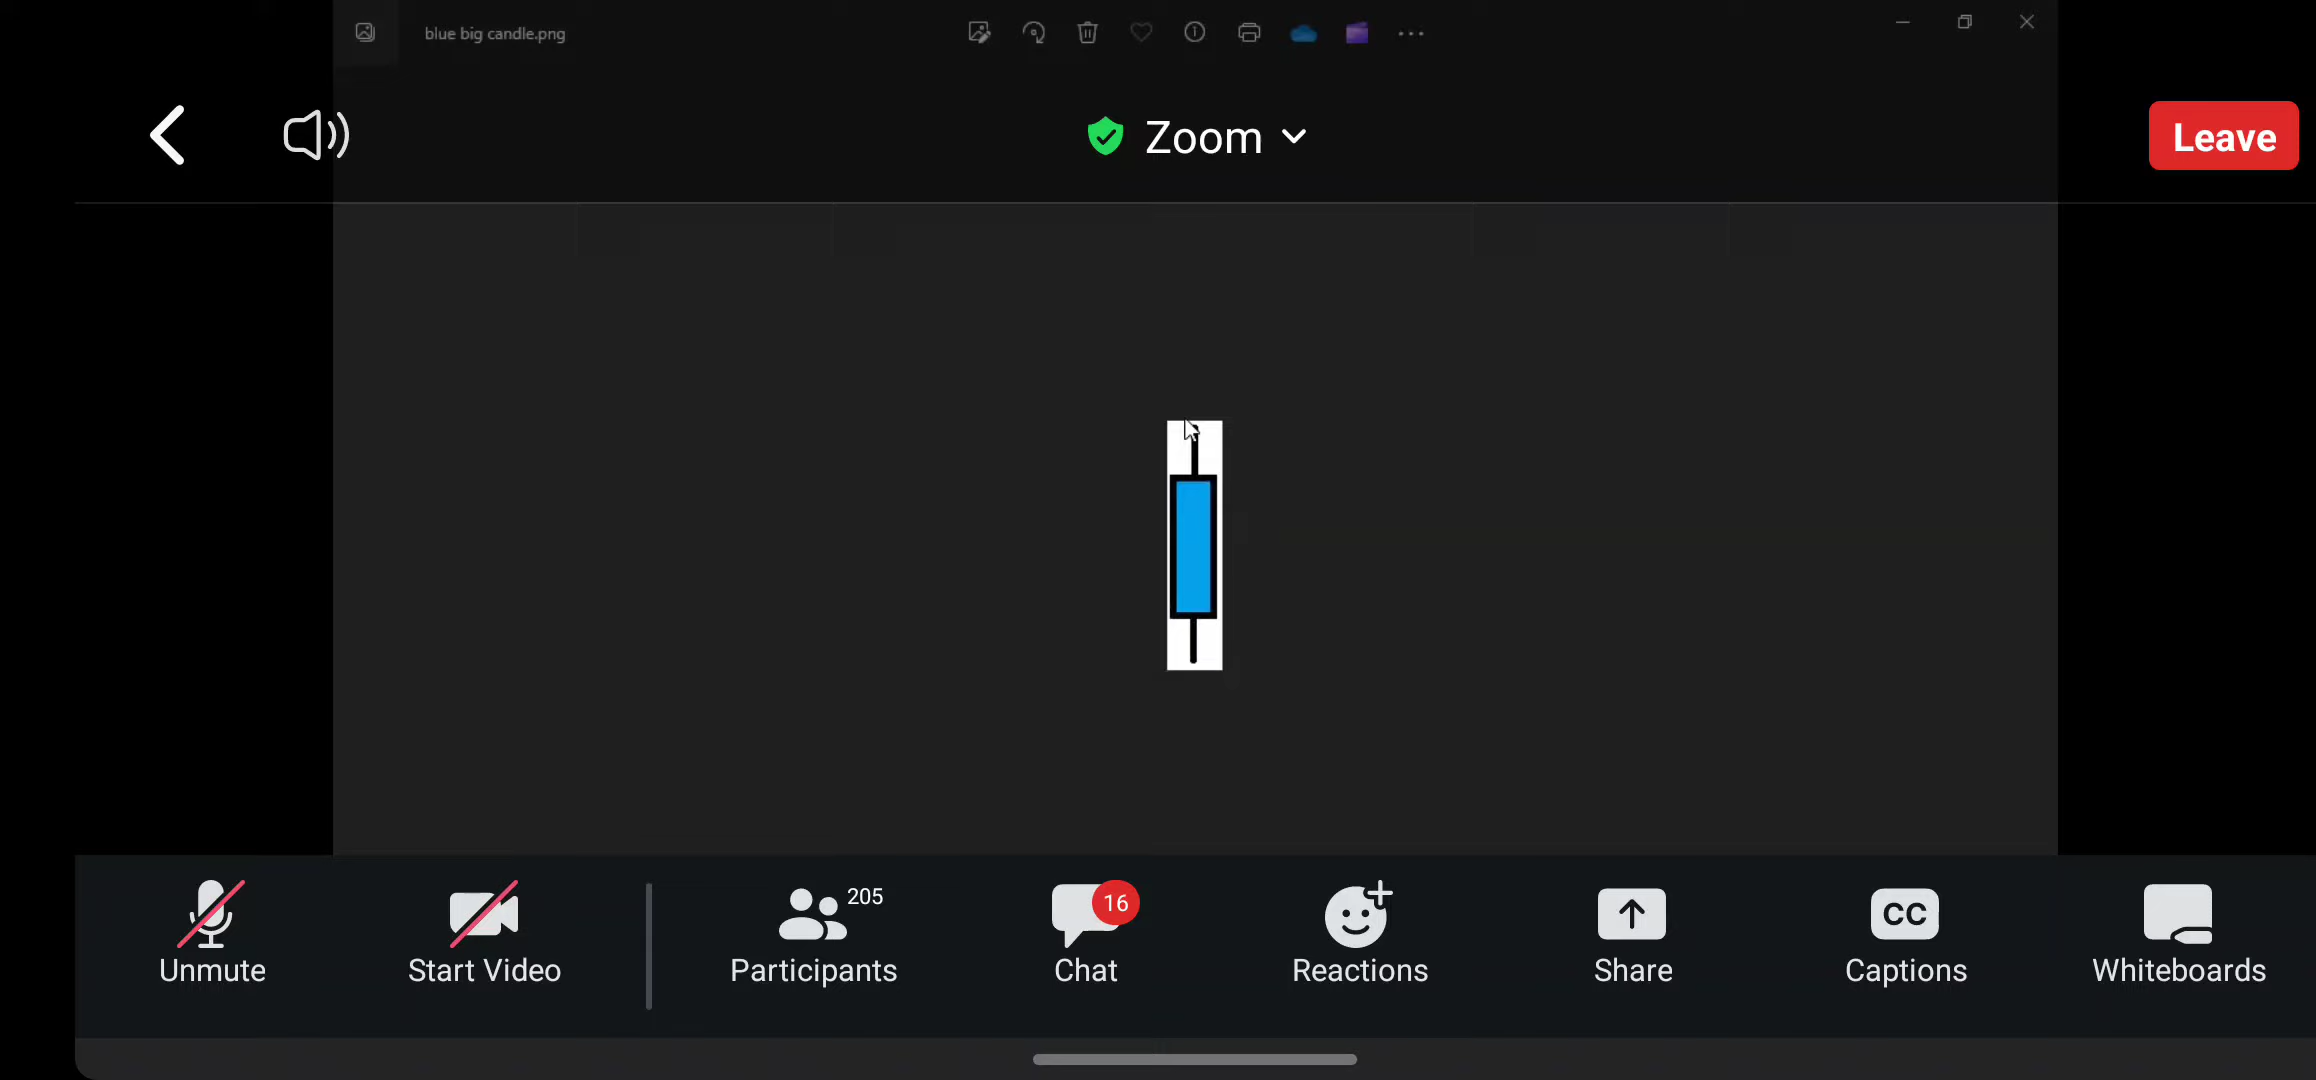 blue big candle.png
Zoom
Leave
205
16
CC
Unmute
Start Video
Participants
Chat
Reactions
Share
Captions
Whiteboards